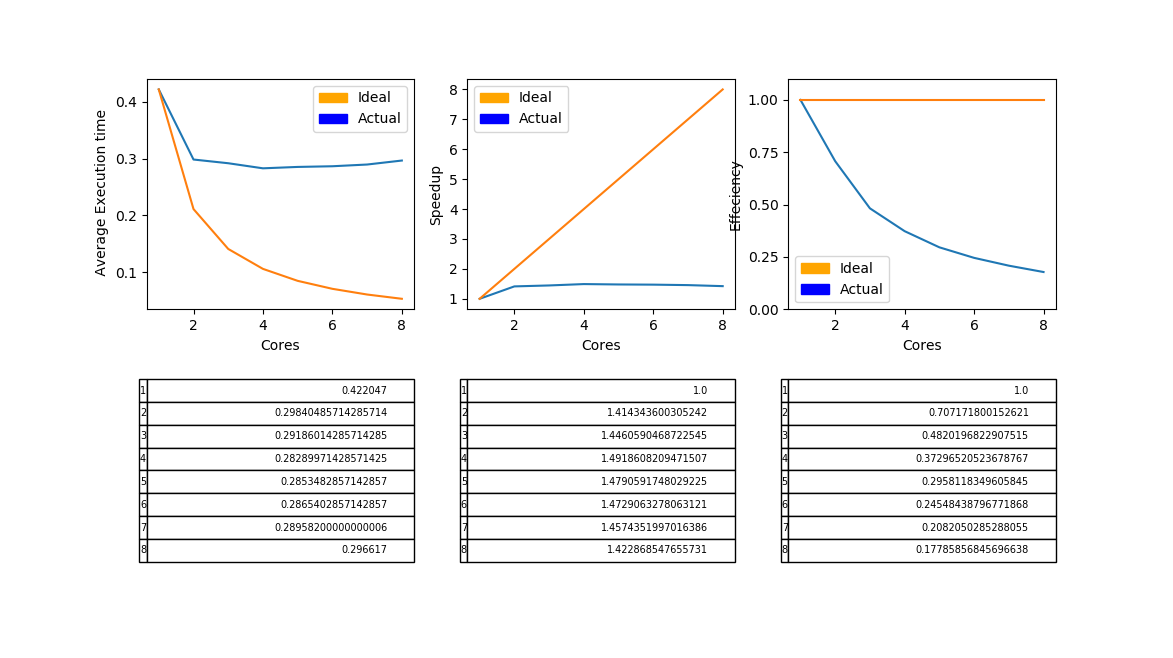 Average Execution time
0.4
0.3
0.2
0.1
2 4 6 8
Cores
Ideal
Actual
Speedup
8
7
6
5
4
3
2
1
2 4 6 8
Cores
Ideal
Actual
Effeciency
1.00
0.75
0.50
0.25
0.00
2 4 6 8
Cores
Ideal
Actual
1 0.422047
2 0.29840485714285714
3 0.29186014285714285
4 0.28289971428571425
5 0.2853482857142857
6 0.2865402857142857
7 0.28958200000000006
8 0.296617
1 1.0
2 1.414343600305242
3 1.4460590468722545
4 1.4918608209471507
5 1.4790591748029225
6 1.4729063278063121
7 1.4574351997016386
8 1.422868547655731
1 1.0
2 0.707171800152621
3 0.4820196822907515
4 0.37296520523678767
5 0.2958118349605845
6 0.24548438796771868
7 0.2082050285288055
8 0.17785856845696638